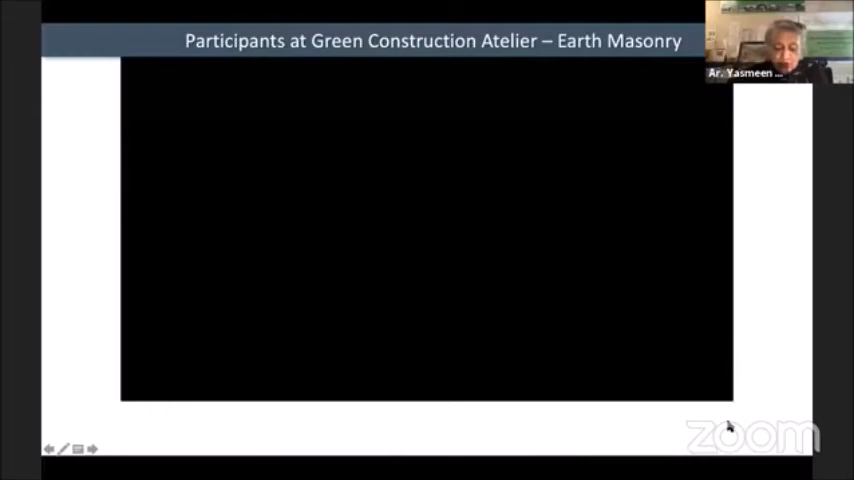 Participants at Green Construction Atelier – Earth Masonry
Ar. Yasmeen ...
zoom